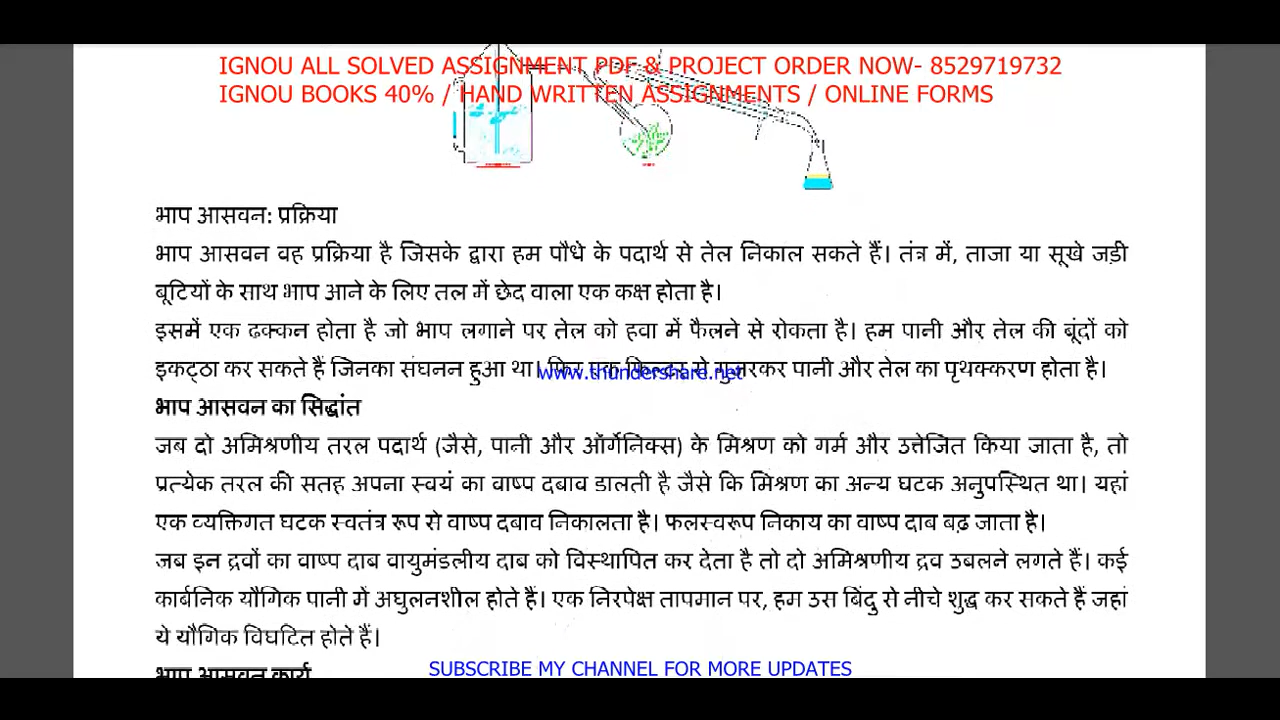 IGNOU ALL SOLVED ASSIGNMENT PDF & PROJECT ORDER NOW- 8529719732
IGNOU BOOKS 40% / HAND WRITTEN ASSIGNMENTS / ONLINE FORMS
भाप आसवन: प्रक्रिया
भाप आसवन वह प्रक्रिया है जिसके द्वारा हम पौधे के पदार्थ से तेल निकाल सकते हैं। तंत्र में, ताजा या सूखे जड़ी
बूटियों के साथ भाप आने के लिए तल में छेद वाला एक कक्ष होता है।
इसमें एक ढक्कन होता है जो भाप लगाने पर तेल को हवा में फैलने से रोकता है। हम पानी और तेल की बूंदों को
इकट्ठा कर सकते हैं जिनका संघनन हुआ था। फिर एक फिल्टर से गुजरकर पानी और तेल का पृथक्करण होता है।
www.thundershare.net
भाप आसवन का सिद्धांत
जब दो अमिश्रणीय तरल पदार्थ (जैसे, पानी और ऑर्गेनिक्स) के मिश्रण को गर्म और उत्तेजित किया जाता है, तो
प्रत्येक तरल की सतह अपना स्वयं का वाष्प दबाव डालती है जैसे कि मिश्रण का अन्य घटक अनुपस्थित था। यहां
एक व्यक्तिगत घटक स्वतंत्र रूप से वाष्प दबाव निकालता है। फलस्वरूप निकाय का वाष्प दाब बढ़ जाता है।
जब इन द्रवों का वाष्प दाब वायुमंडलीय दाब को विस्थापित कर देता है तो दो अमिश्रणीय द्रव उबलने लगते हैं। कई
कार्बनिक यौगिक पानी में अघुलनशील होते हैं। एक निरपेक्ष तापमान पर, हम उस बिंदु से नीचे शुद्ध कर सकते हैं जहां
ये यौगिक विघटित होते हैं।
भाप आसवन कार्य
SUBSCRIBE MY CHANNEL FOR MORE UPDATES